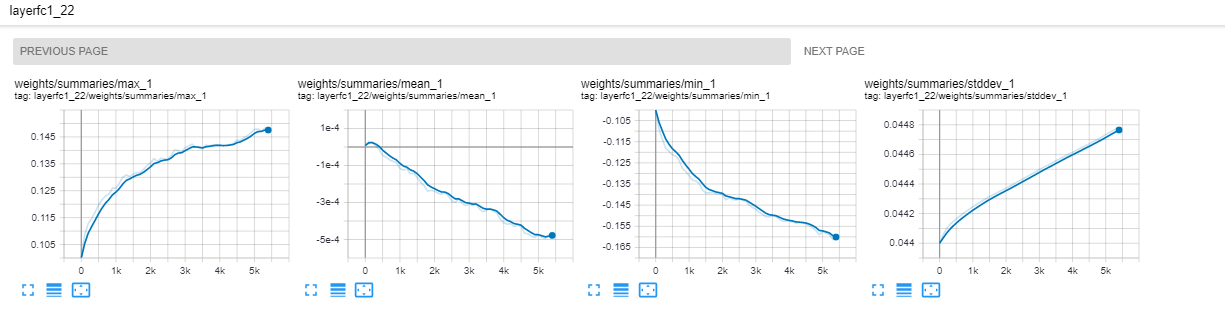 layerfc1_22
PREVIOUS PAGE
NEXT PAGE
weights/summaries/max_1
tag: layerfc1_22/weights/summaries/max_1
0.145
0.135
0.125
0.115
0.105
0 1k 2k 3k 4k 5k
weights/summaries/mean_1
tag: layerfc1_22/weights/summaries/mean_1
1e-4
-1e-4
-3e-4
-5e-4
0 1k 2k 3k 4k 5k
weights/summaries/min_1
tag: layerfc1_22/weights/summaries/min_1
-0.105
-0.115
-0.125
-0.135
-0.145
-0.155
-0.165
0 1k 2k 3k 4k 5k
weights/summaries/stddev_1
tag: layerfc1_22/weights/summaries/stddev_1
0.0448
0.0446
0.0444
0.0442
0.044
0 1k 2k 3k 4k 5k